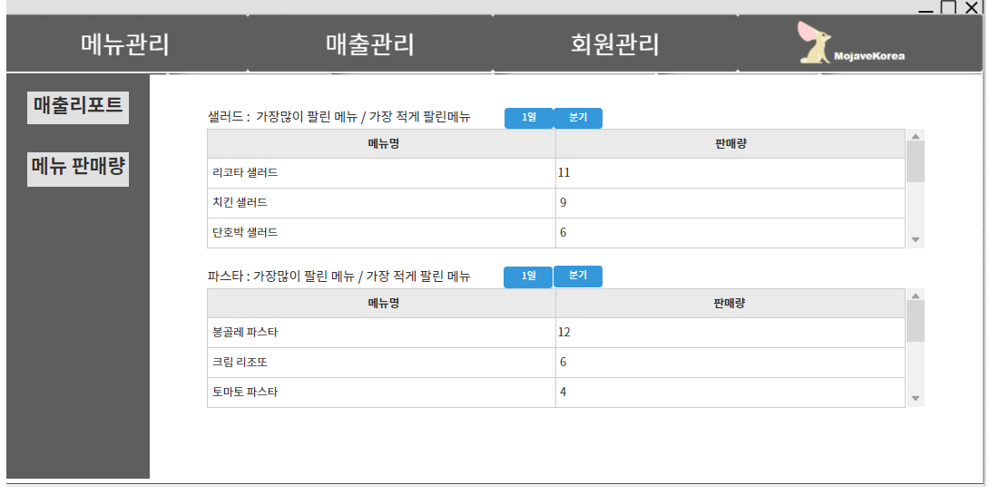 메뉴관리 매출관리 회원관리 MojaveKorea
매출리포트
메뉴 판매량
샐러드 : 가장많이 팔린 메뉴 / 가장 적게 팔린메뉴 1일 분기
메뉴명 판매량
리코타 샐러드 11
치킨 샐러드 9
단호박 샐러드 6
파스타 : 가장많이 팔린 메뉴 / 가장 적게 팔린 메뉴 1일 분기
메뉴명 판매량
봉골레 파스타 12
크림 리조또 6
토마토 파스타 4